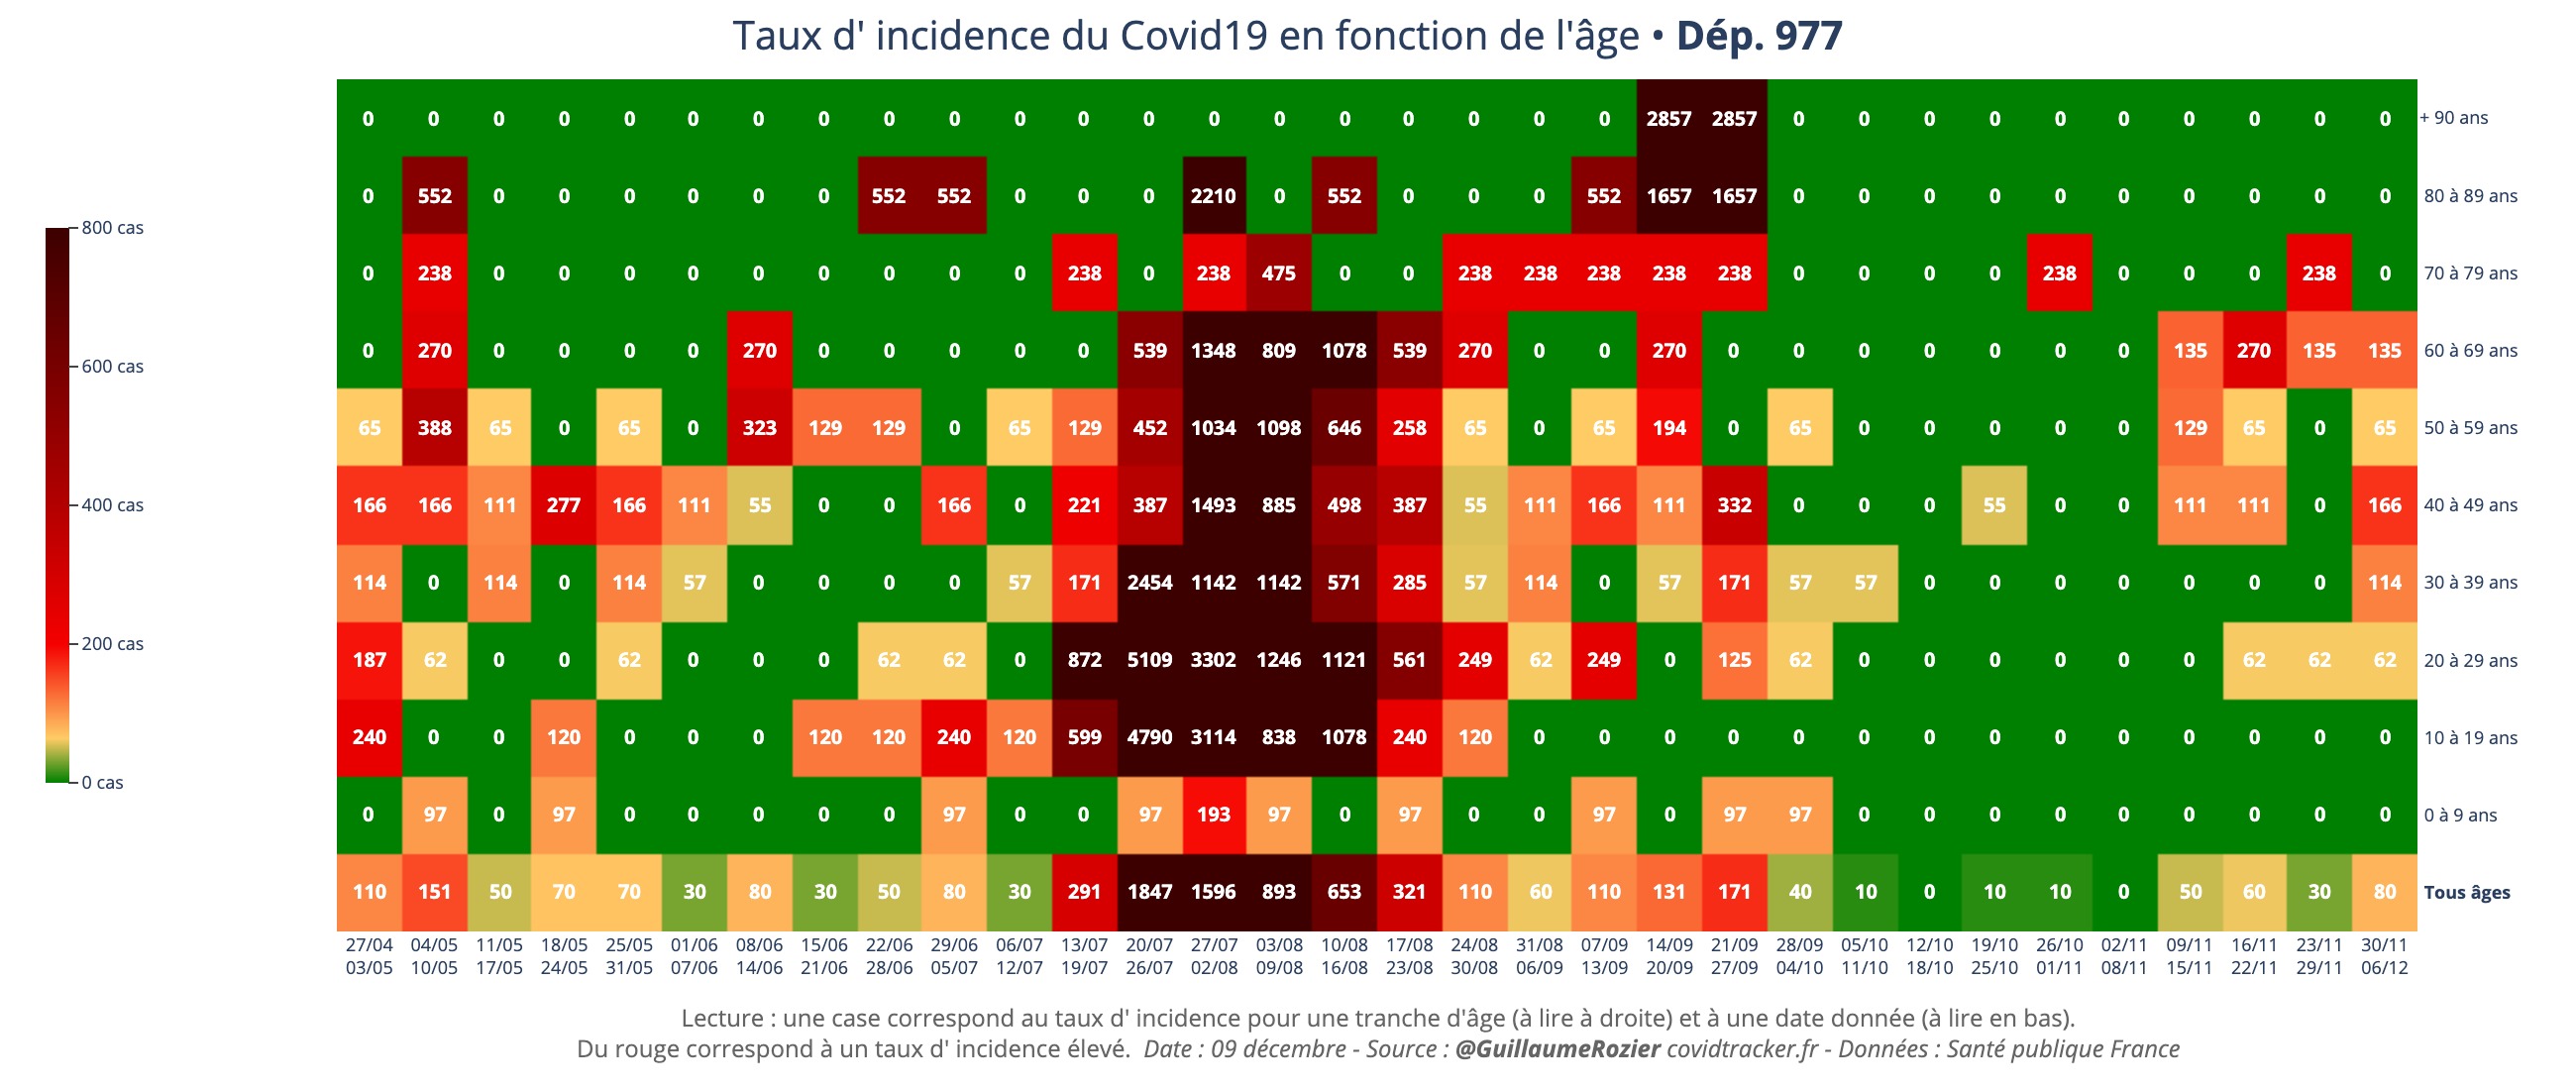 Taux d' incidence du Covid19 en fonction de l'âge • Dép. 977
0 0 0 0 0 0 0 0 0 0 0 0 0 0 0 0 0 0 0 0 2857 2857 0 0 0 0 0 0 0 0 0 0 + 90 ans
0 552 0 0 0 0 0 0 552 552 0 0 0 2210 0 552 0 0 0 552 1657 1657 0 0 0 0 0 0 0 0 0 0 80 à 89 ans
800 cas
0 238 0 0 0 0 0 0 0 0 0 238 0 238 475 0 0 238 238 238 238 238 0 0 0 0 238 0 0 0 238 0 70 à 79 ans
0 270 0 0 0 0 270 0 0 0 0 0 539 1348 809 1078 539 270 0 0 270 0 0 0 0 0 0 0 135 270 135 135 60 à 69 ans
600 cas
65 388 65 0 65 0 323 129 129 0 65 129 452 1034 1098 646 258 65 0 65 194 0 65 0 0 0 0 0 129 65 0 65 50 à 59 ans
400 cas
166 166 111 277 166 111 55 0 0 166 0 221 387 1493 885 498 387 55 111 166 111 332 0 0 0 55 0 0 111 111 0 166 40 à 49 ans
114 0 114 0 114 57 0 0 0 0 57 171 2454 1142 1142 571 285 57 114 0 57 171 57 57 0 0 0 0 0 0 0 114 30 à 39 ans
200 cas
187 62 0 0 62 0 0 0 62 62 0 872 5109 3302 1246 1121 561 249 62 249 0 125 62 0 0 0 0 0 0 62 62 62 20 à 29 ans
240 0 0 120 0 0 0 120 120 240 120 599 4790 3114 838 1078 240 120 0 0 0 0 0 0 0 0 0 0 0 0 0 0 10 à 19 ans
0 cas
0 97 0 97 0 0 0 0 0 97 0 0 97 193 97 0 97 0 0 97 0 97 97 0 0 0 0 0 0 0 0 0 0 à 9 ans
110 151 50 70 70 30 80 30 50 80 30 291 1847 1596 893 653 321 110 60 110 131 171 40 10 0 10 10 0 50 60 30 80 Tous âges
27/04 04/05 11/05 18/05 25/05 01/06 08/06 15/06 22/06 29/06 06/07 13/07 20/07 27/07 03/08 10/08 17/08 24/08 31/08 07/09 14/09 21/09 28/09 05/10 12/10 19/10 26/10 02/11 09/11 16/11 23/11 30/11
03/05 10/05 17/05 24/05 31/05 07/06 14/06 21/06 28/06 05/07 12/07 19/07 26/07 02/08 09/08 16/08 23/08 30/08 06/09 13/09 20/09 27/09 04/10 11/10 18/10 25/10 01/11 08/11 15/11 22/11 29/11 06/12
Lecture : une case correspond au taux d' incidence pour une tranche d'âge (à lire à droite) et à une date donnée (à lire en bas).
Du rouge correspond à un taux d' incidence élevé. Date : 09 décembre - Source : @GuillaumeRozier covidtracker.fr - Données : Santé publique France